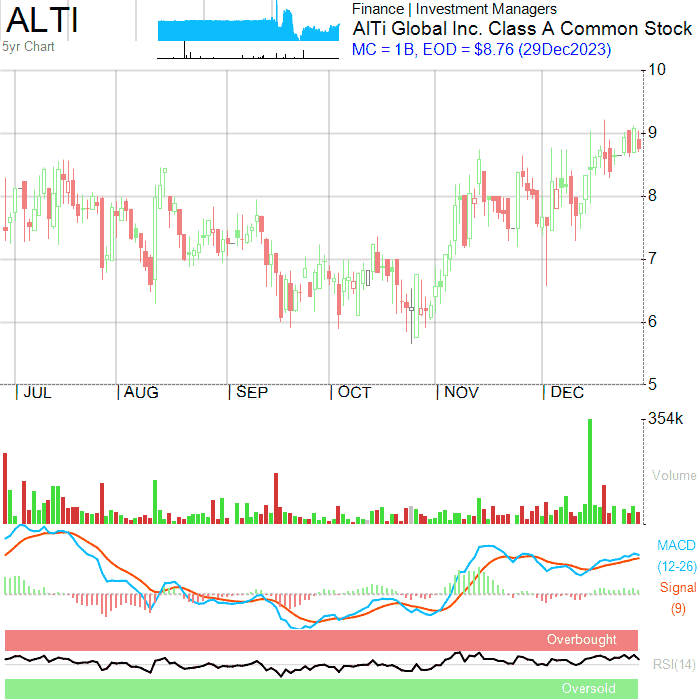 ALTI
5yr Chart
Finance | Investment Managers
AlTi Global Inc. Class A Common Stock
MC = 1B, EOD = $8.76 (29Dec2023)
10
9
8
7
6
5
JUL AUG SEP OCT NOV DEC
354k
Volume
MACD
(12-26)
Signal
(9)
Overbought
RSI(14)
Oversold